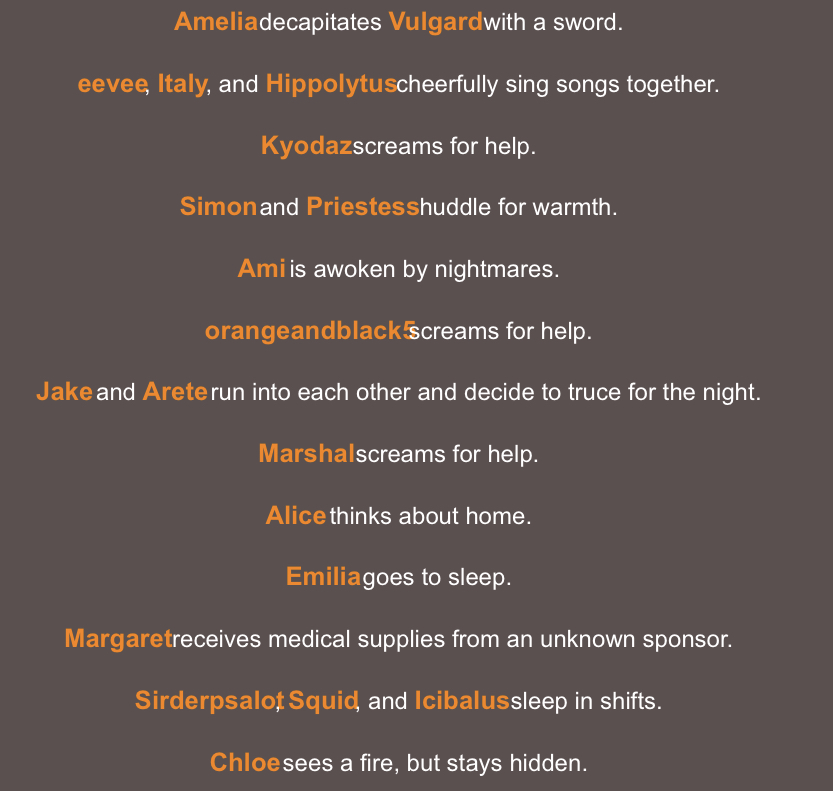 Amelia decapitates Vulgard with a sword.
eevee, Italy, and Hippolytus cheerfully sing songs together.
Kyodaz screams for help.
Simon and Priestess huddle for warmth.
Ami is awoken by nightmares.
orangeandblack5 screams for help.
Jake and Arete run into each other and decide to truce for the night.
Marshal screams for help.
Alice thinks about home.
Emilia goes to sleep.
Margaret receives medical supplies from an unknown sponsor.
Sirderpsalot, Squid, and Icibalus sleep in shifts.
Chloe sees a fire, but stays hidden.